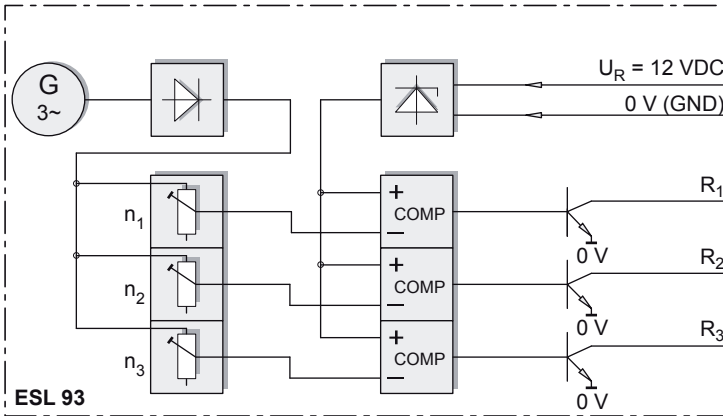 G
3~
U_R = 12 VDC
0 V (GND)
n_1
+
COMP
−
R_1
0 V
n_2
+
COMP
−
R_2
0 V
n_3
+
COMP
−
R_3
0 V
ESL 93